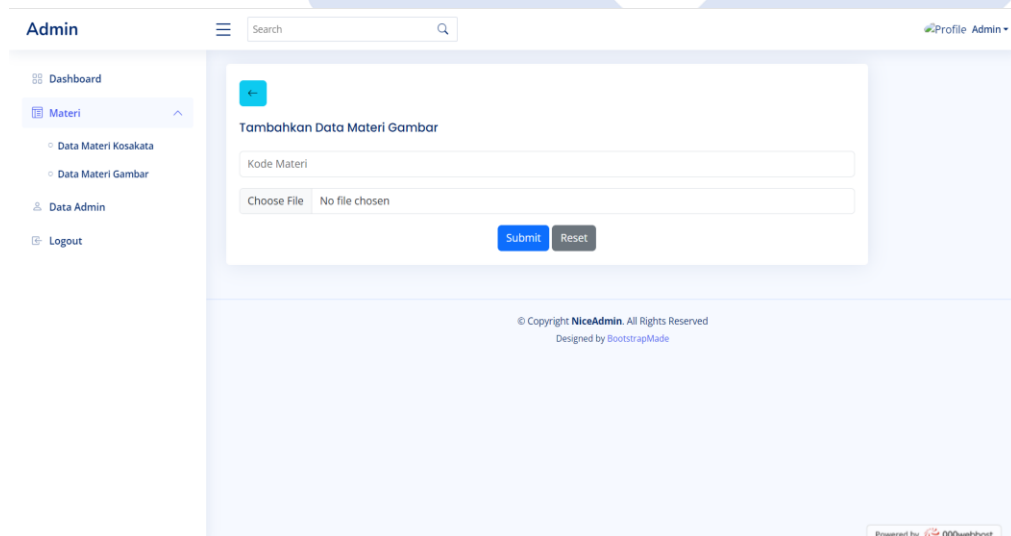 Admin
Search
Profile Admin
Dashboard
Materi
Data Materi Kosakata
Data Materi Gambar
Data Admin
Logout
Tambahkan Data Materi Gambar
Kode Materi
Choose File No file chosen
Submit Reset
© Copyright NiceAdmin. All Rights Reserved
Designed by BootstrapMade
Powered by 000webhost